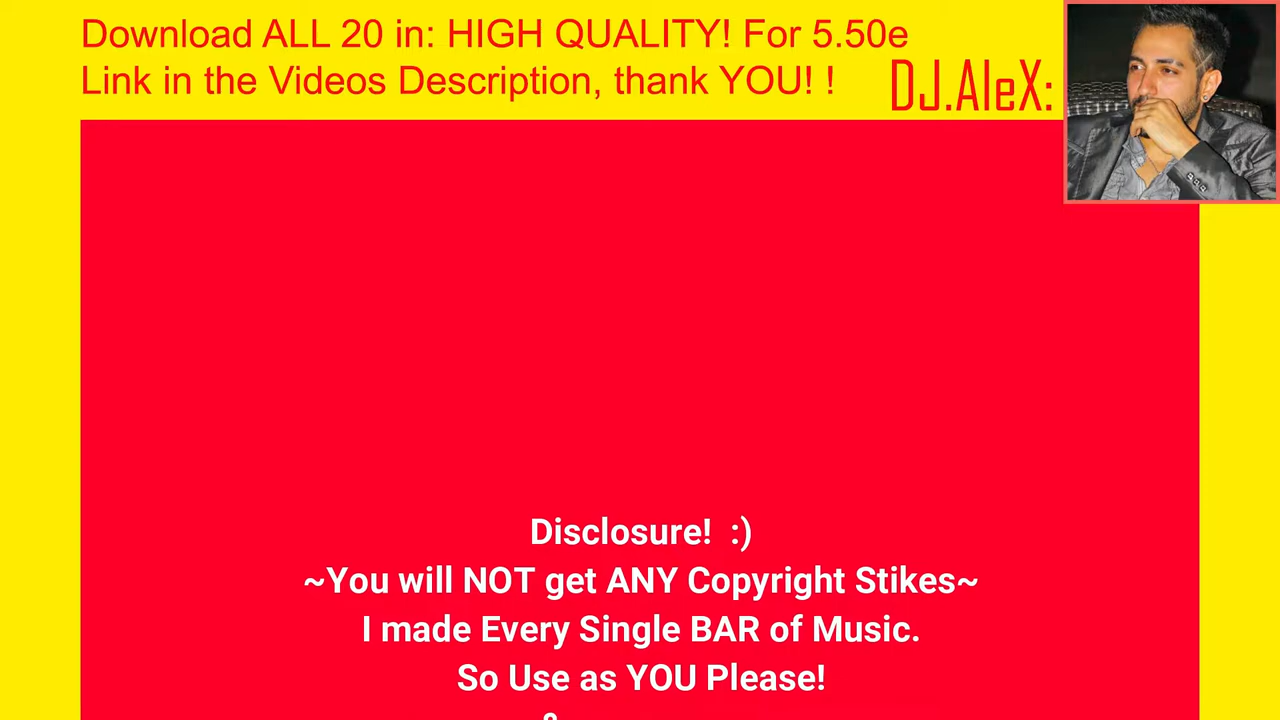 Download ALL 20 in: HIGH QUALITY! For 5.50e
Link in the Videos Description, thank YOU! !
DJ.AleX:
Disclosure!  :)
~You will NOT get ANY Copyright Stikes~
I made Every Single BAR of Music.
So Use as YOU Please!